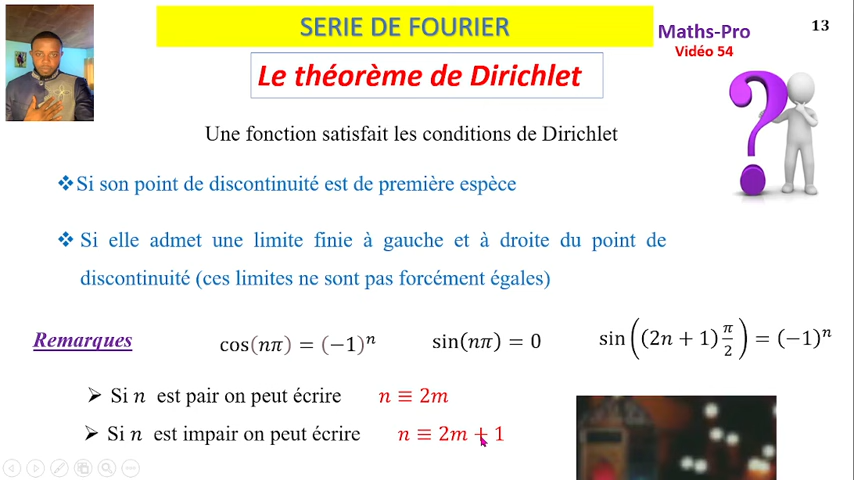 SERIE DE FOURIER
Maths-Pro
13
Vidéo 54
Le théorème de Dirichlet
Une fonction satisfait les conditions de Dirichlet
❖Si son point de discontinuité est de première espèce
❖ Si elle admet une limite finie à gauche et à droite du point de
discontinuité (ces limites ne sont pas forcément égales)
Remarques cos(nπ) = (−1)ⁿ sin(nπ) = 0 sin((2n + 1) π/2) = (−1)ⁿ
➢ Si n est pair on peut écrire n ≡ 2m
➢ Si n est impair on peut écrire n ≡ 2m + 1